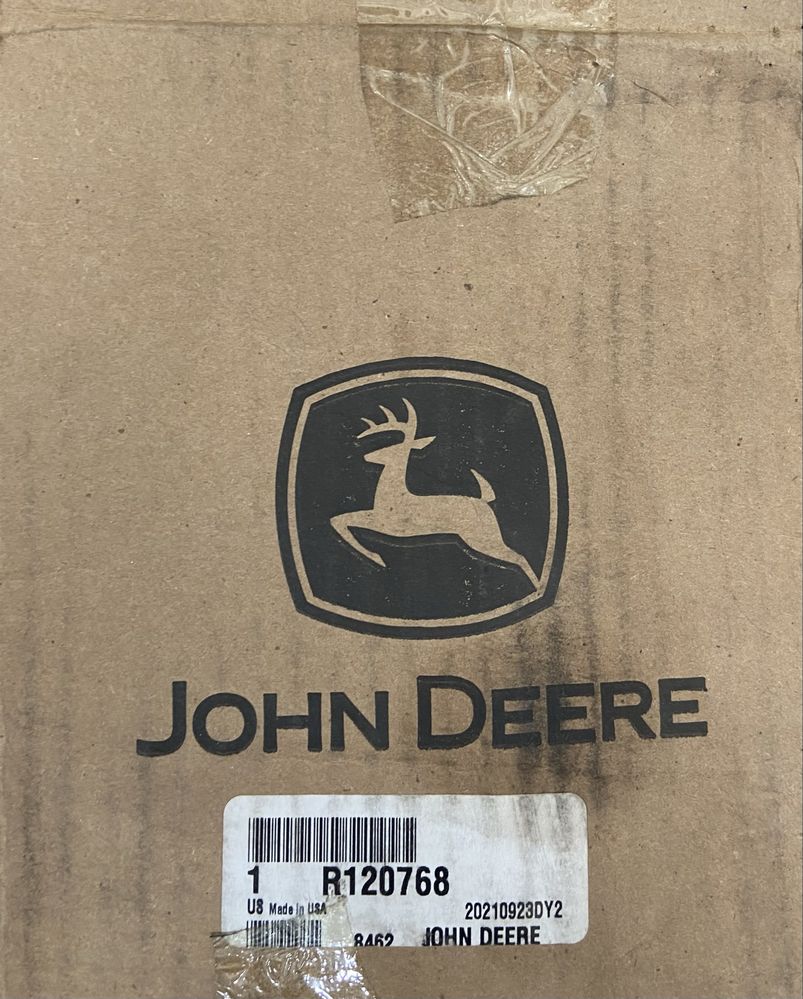 JOHN DEERE
1 R120768
US Made in USA 20210923DY2
8462 JOHN DEERE